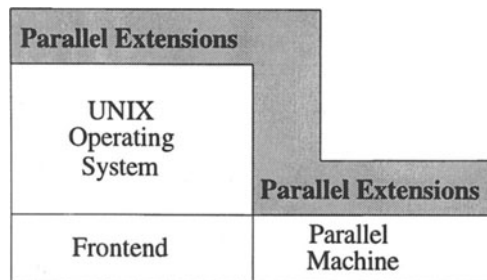 Parallel Extensions
UNIX
Operating
System
Parallel Extensions
Frontend
Parallel
Machine